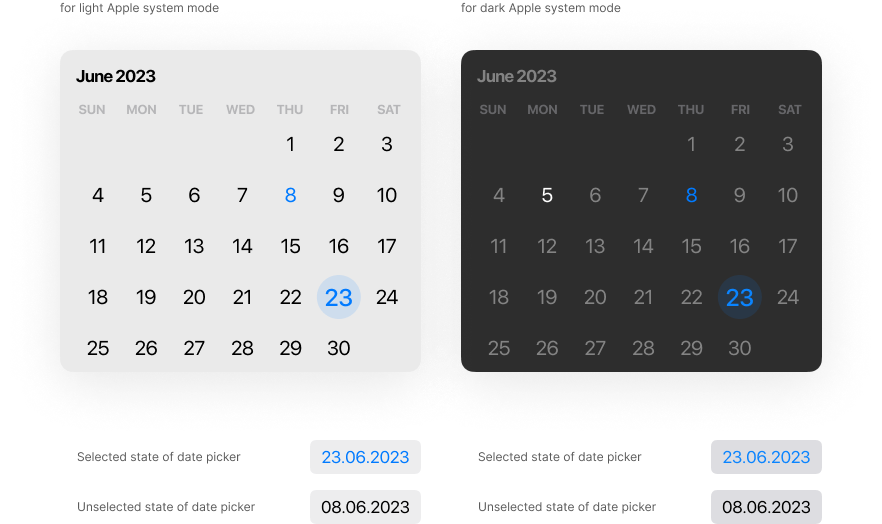 for light Apple system mode
June 2023
SUN MON TUE WED THU FRI SAT
1 2 3
4 5 6 7 8 9 10
11 12 13 14 15 16 17
18 19 20 21 22 23 24
25 26 27 28 29 30
Selected state of date picker 23.06.2023
Unselected state of date picker 08.06.2023
for dark Apple system mode
June 2023
SUN MON TUE WED THU FRI SAT
1 2 3
4 5 6 7 8 9 10
11 12 13 14 15 16 17
18 19 20 21 22 23 24
25 26 27 28 29 30
Selected state of date picker 23.06.2023
Unselected state of date picker 08.06.2023